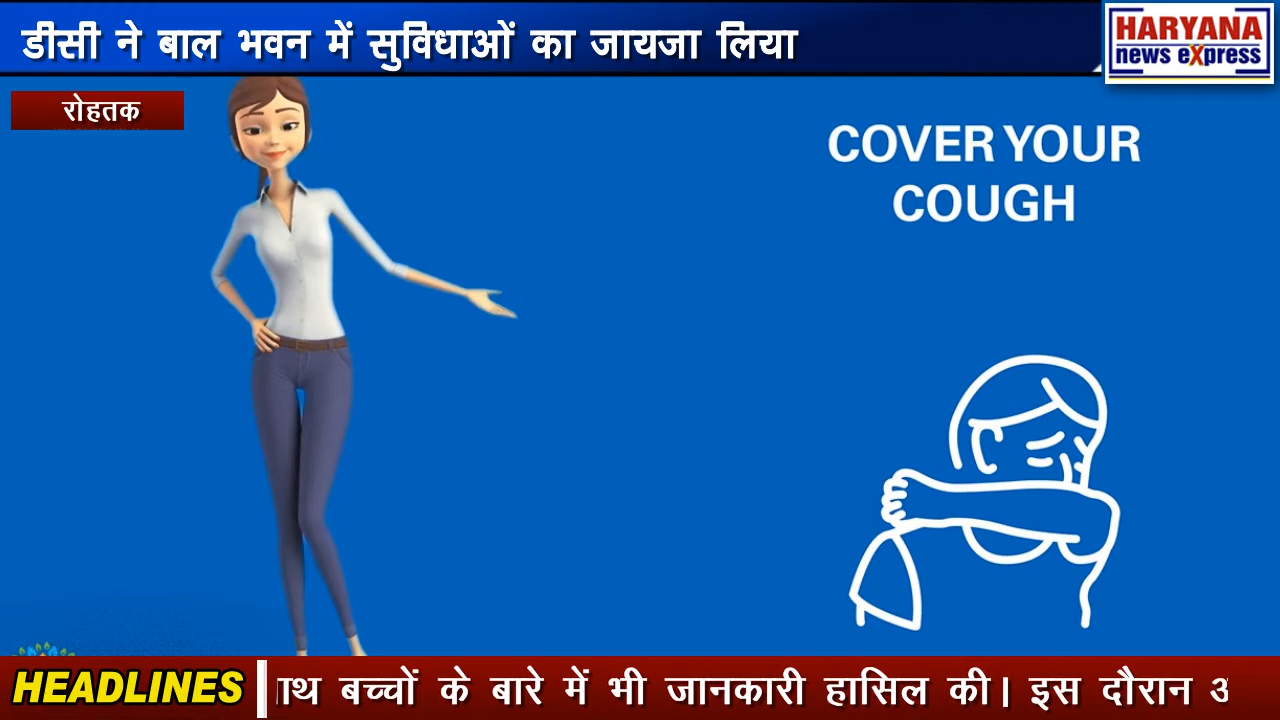 डीसी ने बाल भवन में सुविधाओं का जायजा लिया
HARYANA
news express
रोहतक
COVER YOUR
COUGH
HEADLINES
बच्चों के बारे में भी जानकारी हासिल की। इस दौरान